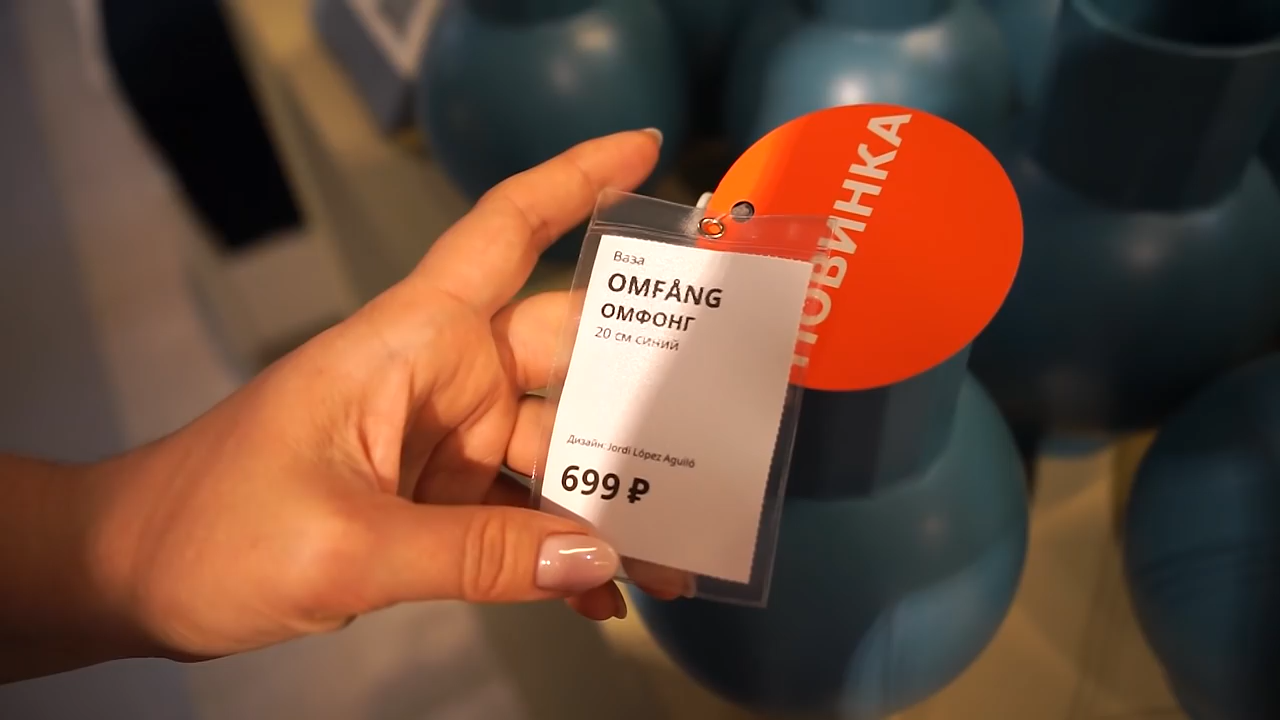 Ваза
OMFÅNG
ОМФОНГ
20 см синий
Дизайн: Jordi López Aguiló
699 ₽
НОВИНКА